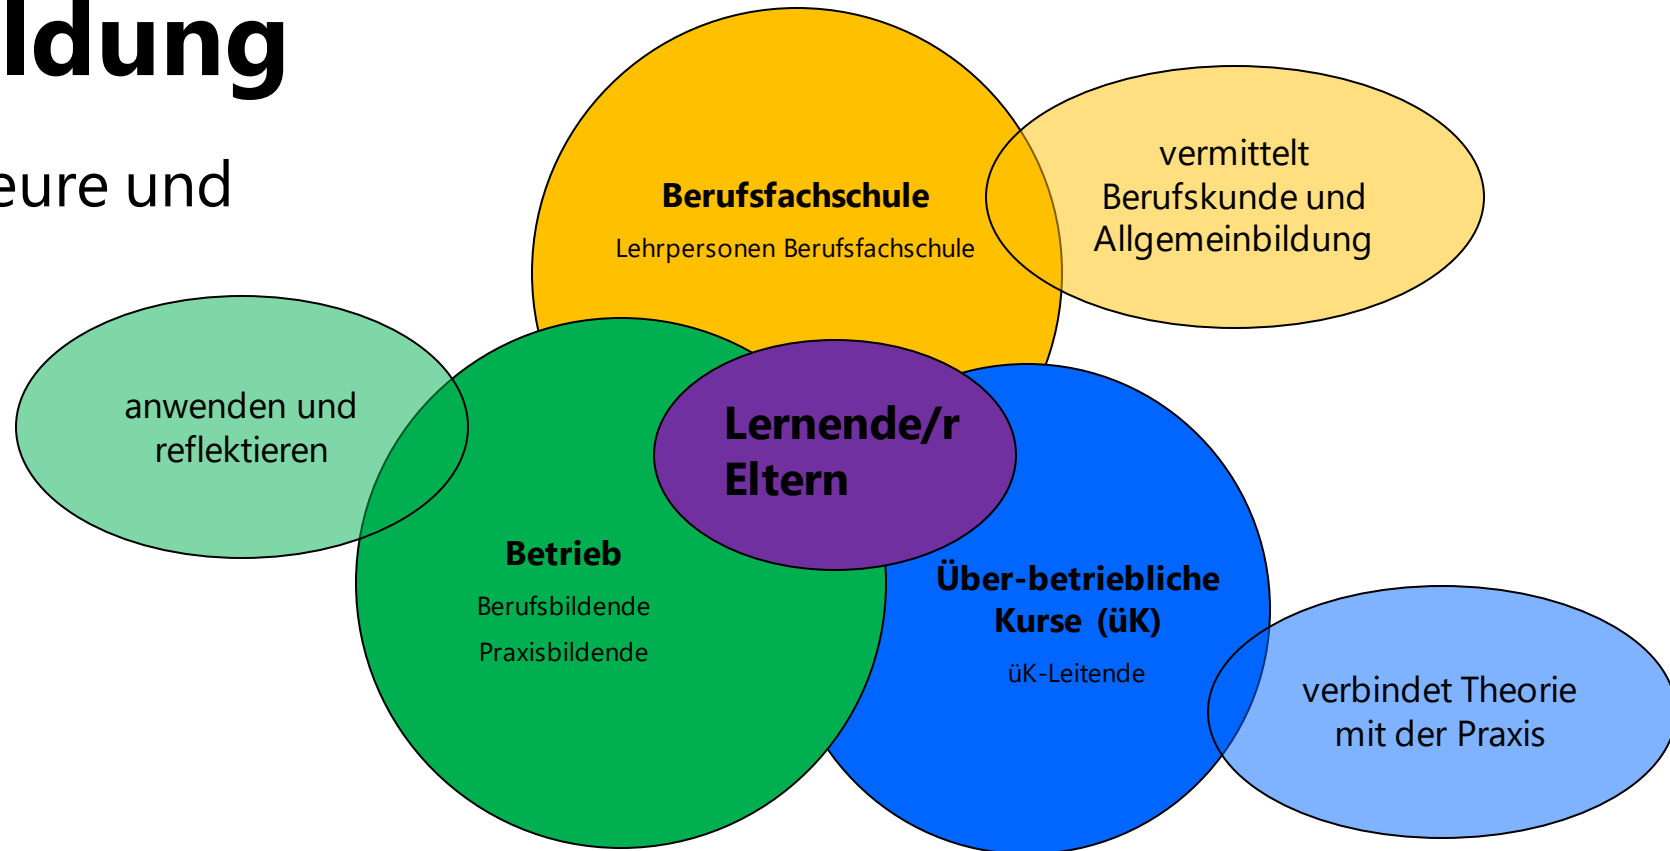 ldung
eure und
Berufsfachschule
Lehrpersonen Berufsfachschule
vermittelt
Berufskunde und
Allgemeinbildung
anwenden und
reflektieren
Lernende/r
Eltern
Betrieb
Berufsbildende
Praxisbildende
Über-betriebliche
Kurse (üK)
üK-Leitende
verbindet Theorie
mit der Praxis